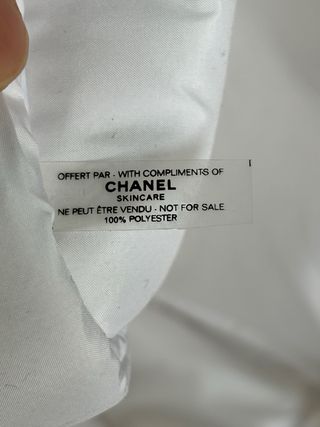 OFFERT PAR - WITH COMPLIMENTS OF
CHANEL
SKINCARE
NE PEUT ÊTRE VENDU - NOT FOR SALE
100% POLYESTER